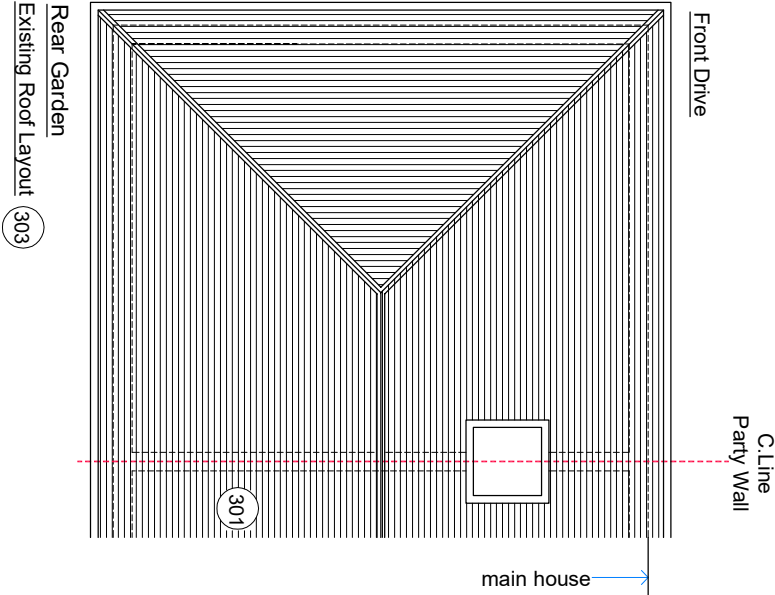 Front Drive
Rear Garden
Existing Roof Layout 303
C.Line
Party Wall
301
main house